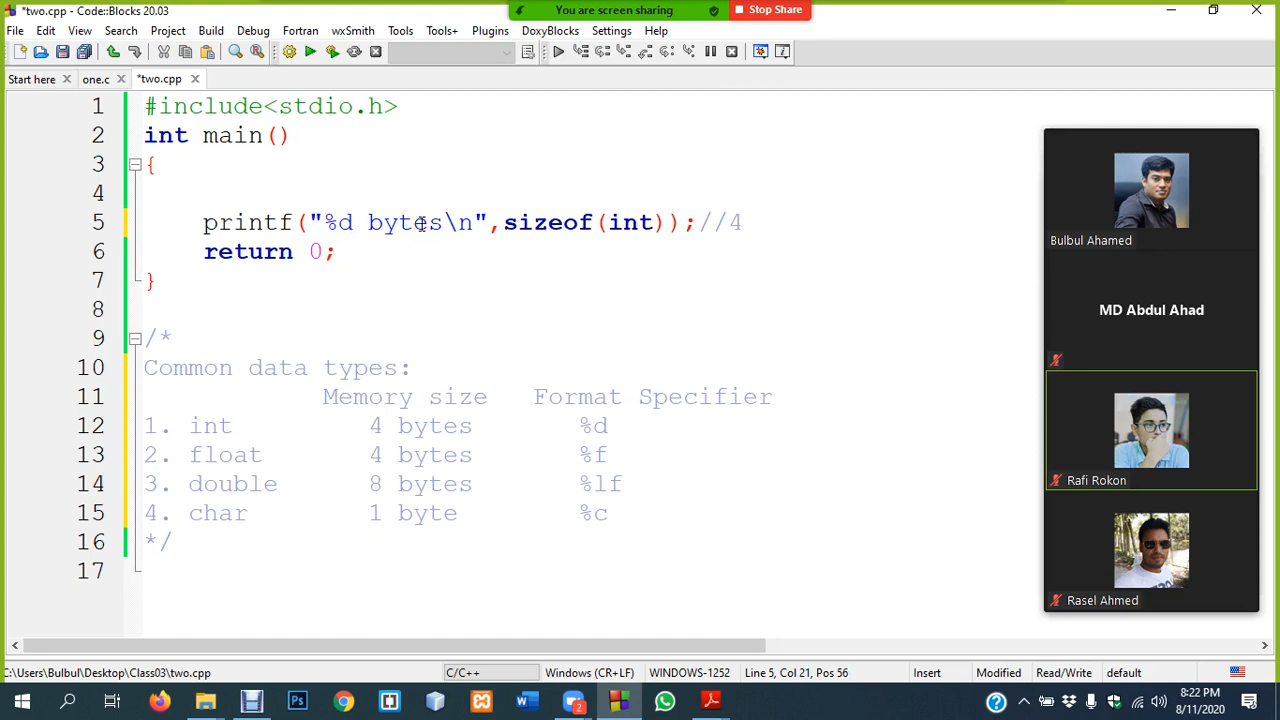 *two.cpp - Code::Blocks 20.03
You are screen sharing
Stop Share
File Edit View Search Project Build Debug Fortran wxSmith Tools Tools+ Plugins DoxyBlocks Settings Help
Start here one.c *two.cpp
1 #include<stdio.h>
2 int main()
3 {
4
5 printf("%d bytes\n",sizeof(int));//4
6 return 0;
7 }
8
9 /*
10 Common data types:
11 Memory size Format Specifier
12 1. int 4 bytes %d
13 2. float 4 bytes %f
14 3. double 8 bytes %lf
15 4. char 1 byte %c
16 */
17
Bulbul Ahamed
MD Abdul Ahad
Rafi Rokon
Rasel Ahmed
C:\Users\Bulbul\Desktop\Class03\two.cpp C/C++ Windows (CR+LF) WINDOWS-1252 Line 5, Col 21, Pos 56 Insert Modified Read/Write default
8:22 PM
8/11/2020